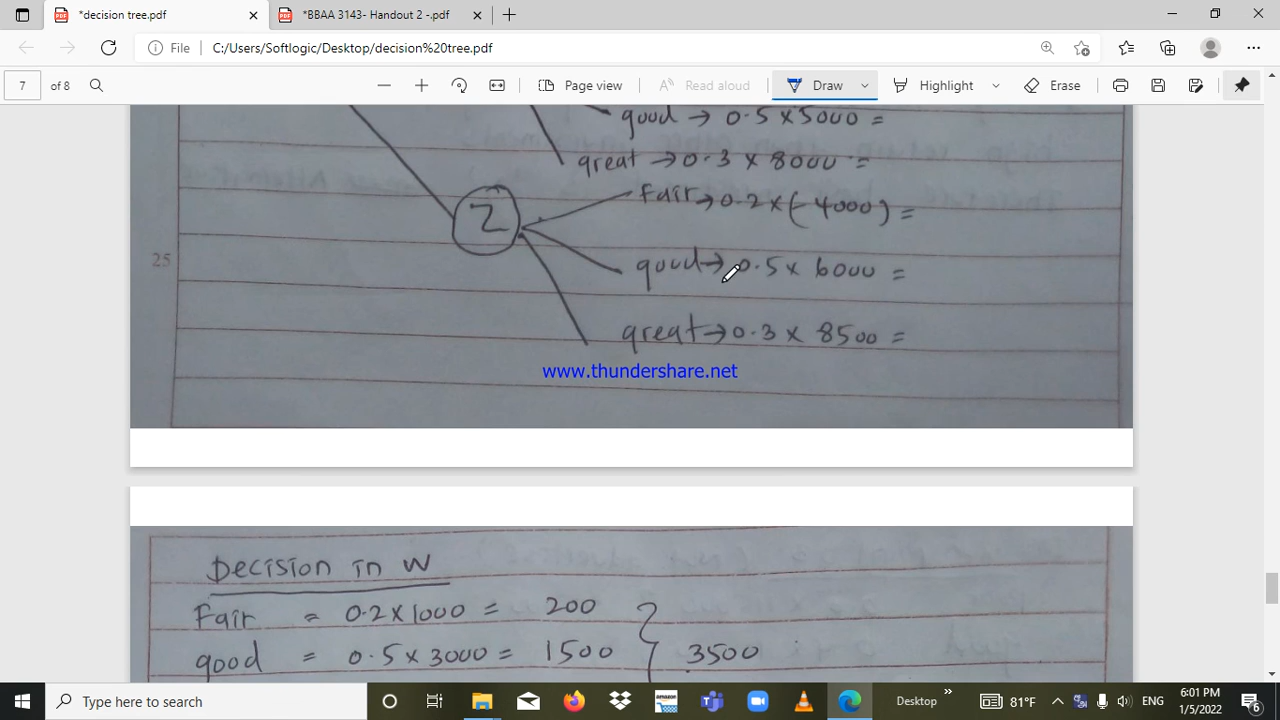 *decision tree.pdf
*BBAA 3143- Handout 2 -.pdf
File C:/Users/Softlogic/Desktop/decision%20tree.pdf
7 of 8 Page view Read aloud Draw Highlight Erase
good → 0.5 x 5000 =
great → 0.3 x 8000 =
Fair → 0.2 x (-4000) =
Z
25
good → 0.5 x 6000 =
great → 0.3 x 8500 =
www.thundershare.net
Decision in W
Fair = 0.2 x 1000 = 200
good = 0.5 x 3000 = 1500 3500
Type here to search
amazon
Desktop
81°F
ENG
6:01 PM
1/5/2022
6